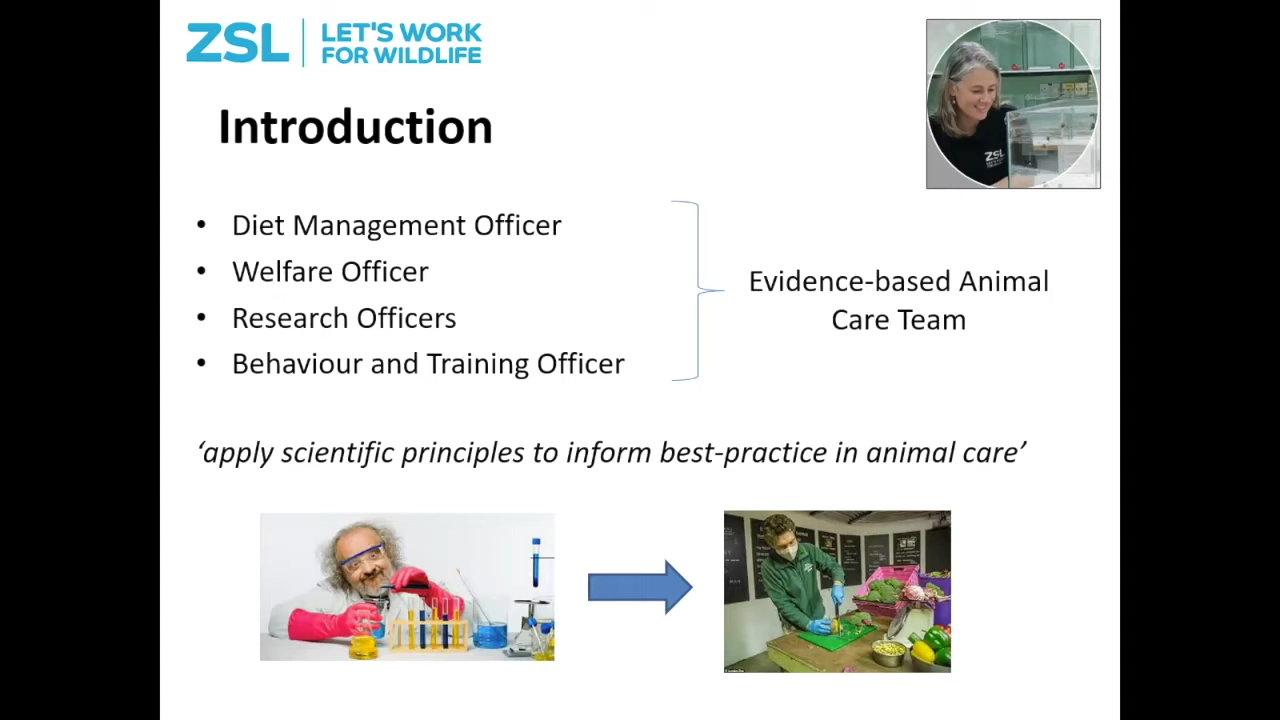 ZSL
LET'S WORK
FOR WILDLIFE
Introduction
ZSL
• Diet Management Officer
• Welfare Officer
• Research Officers
• Behaviour and Training Officer
Evidence-based Animal
Care Team
‘apply scientific principles to inform best-practice in animal care’